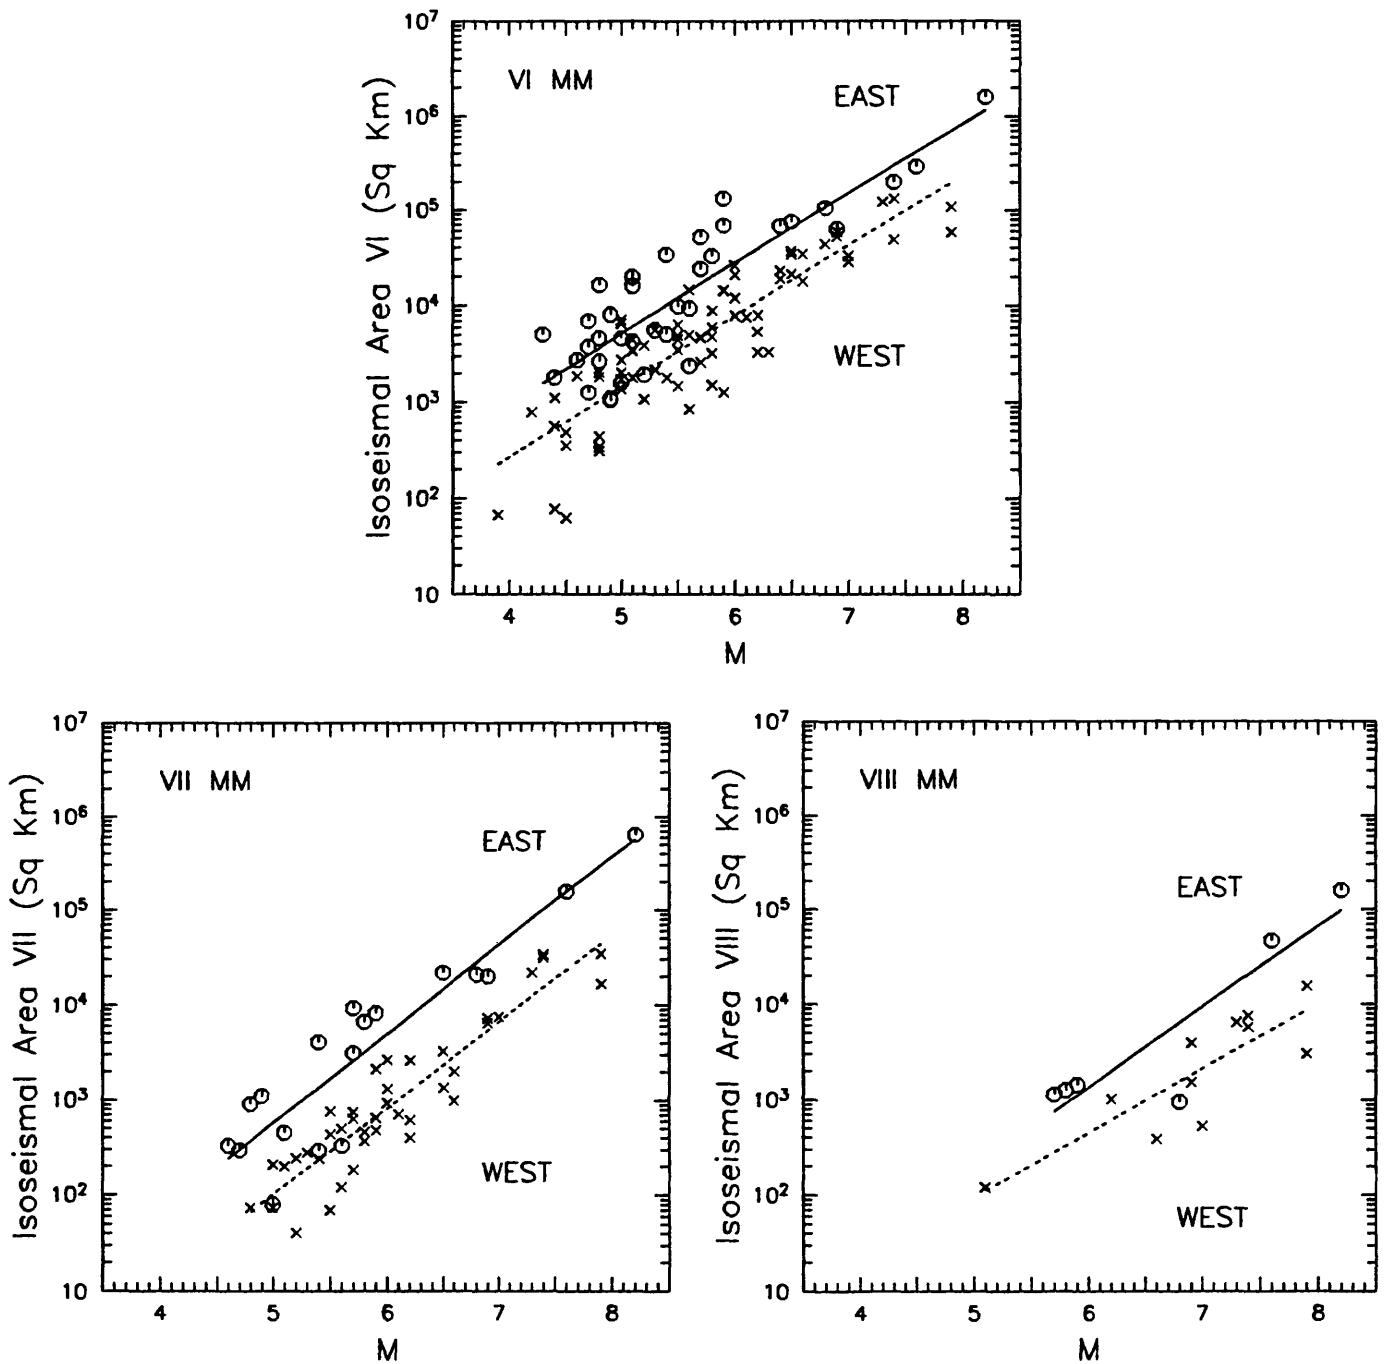 Isoseismal Area VI (Sq Km)
10⁷
10⁶
10⁵
10⁴
10³
10²
10
VI MM
EAST
WEST
4 5 6 7 8
M
Isoseismal Area VII (Sq Km)
10⁷
10⁶
10⁵
10⁴
10³
10²
10
VII MM
EAST
WEST
4 5 6 7 8
M
Isoseismal Area VIII (Sq Km)
10⁷
10⁶
10⁵
10⁴
10³
10²
10
VIII MM
EAST
WEST
4 5 6 7 8
M